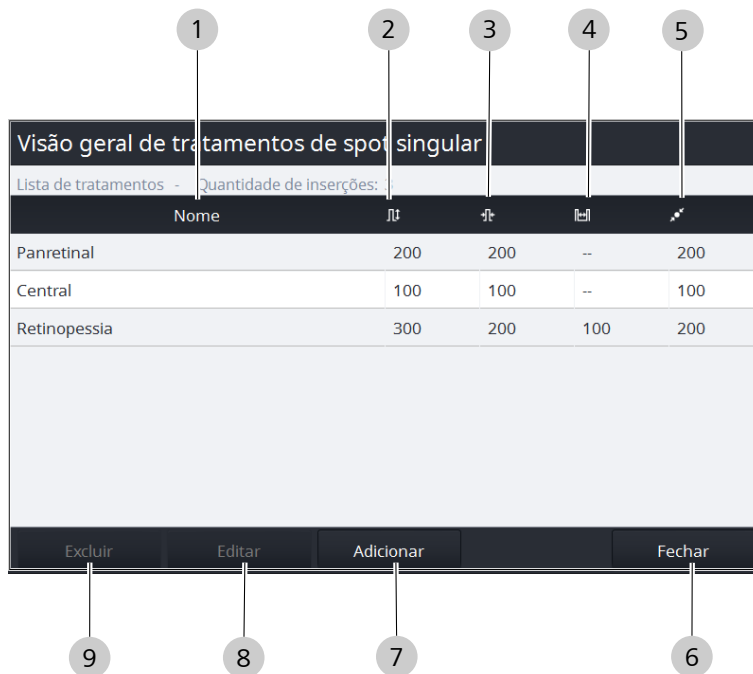 1 2 3 4 5
Visão geral de tratamentos de spot singular
Lista de tratamentos - Quantidade de inserções: 3
Nome
Panretinal 200 200 -- 200
Central 100 100 -- 100
Retinopessia 300 200 100 200
Excluir Editar Adicionar Fechar
9 8 7 6